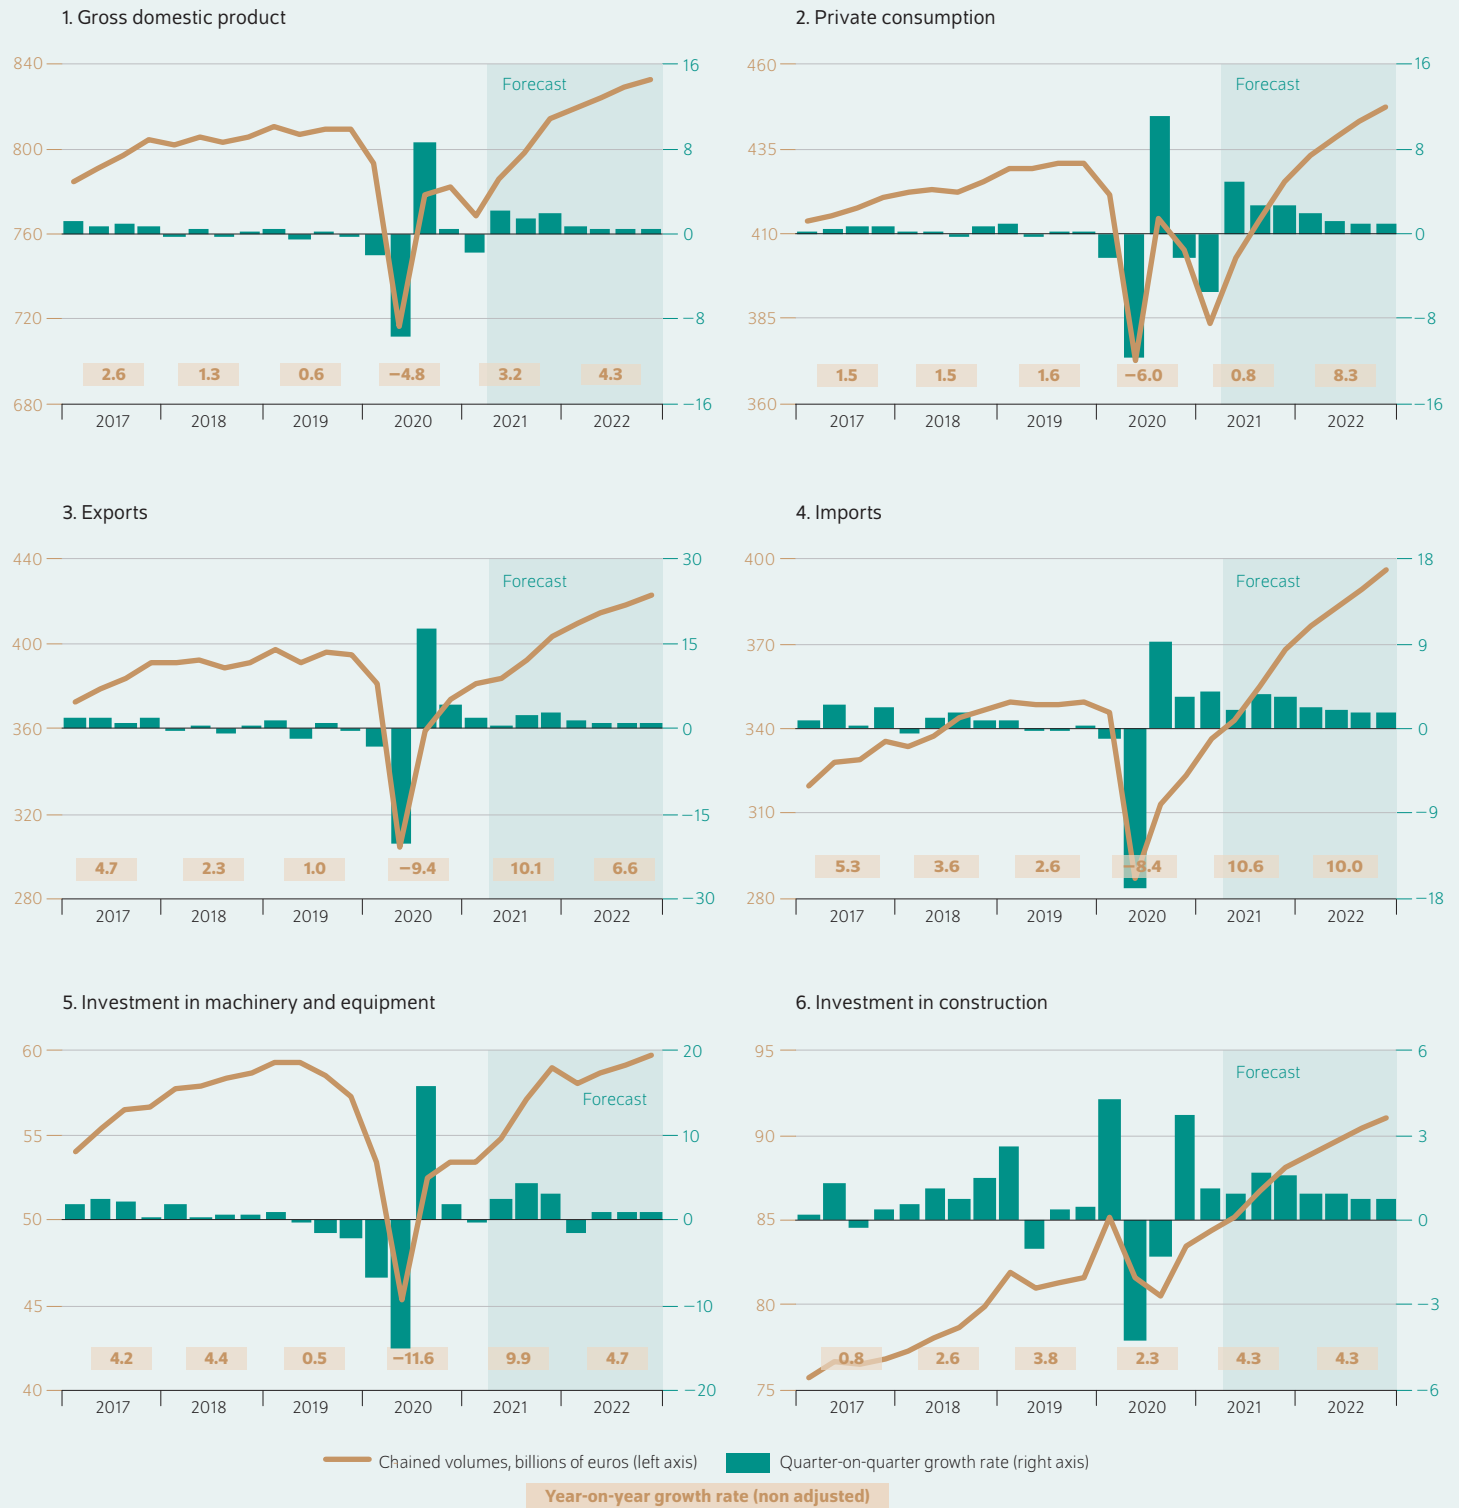 1. Gross domestic product
840
800
760
720
680
16
8
0
−8
−16
Forecast
2.6 1.3 0.6 −4.8 3.2 4.3
2017 2018 2019 2020 2021 2022
2. Private consumption
460
435
410
385
360
16
8
0
−8
−16
Forecast
1.5 1.5 1.6 −6.0 0.8 8.3
2017 2018 2019 2020 2021 2022
3. Exports
440
400
360
320
280
30
15
0
−15
−30
Forecast
4.7 2.3 1.0 −9.4 10.1 6.6
2017 2018 2019 2020 2021 2022
4. Imports
400
370
340
310
280
18
9
0
−9
−18
Forecast
5.3 3.6 2.6 −8.4 10.6 10.0
2017 2018 2019 2020 2021 2022
5. Investment in machinery and equipment
60
55
50
45
40
20
10
0
−10
−20
Forecast
4.2 4.4 0.5 −11.6 9.9 4.7
2017 2018 2019 2020 2021 2022
6. Investment in construction
95
90
85
80
75
6
3
0
−3
−6
Forecast
0.8 2.6 3.8 2.3 4.3 4.3
2017 2018 2019 2020 2021 2022
Chained volumes, billions of euros (left axis)
Quarter-on-quarter growth rate (right axis)
Year-on-year growth rate (non adjusted)